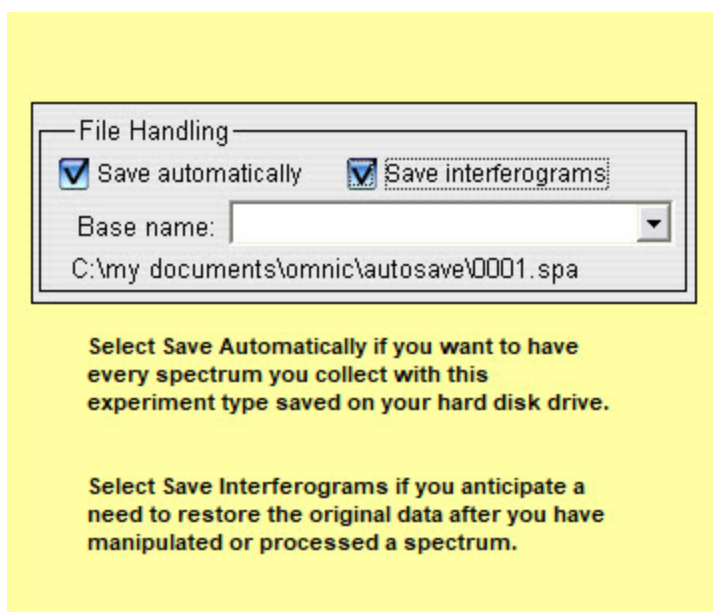 File Handling
Save automatically Save interferograms
Base name:
C:\my documents\omnic\autosave\0001.spa
Select Save Automatically if you want to have
every spectrum you collect with this
experiment type saved on your hard disk drive.
Select Save Interferograms if you anticipate a
need to restore the original data after you have
manipulated or processed a spectrum.